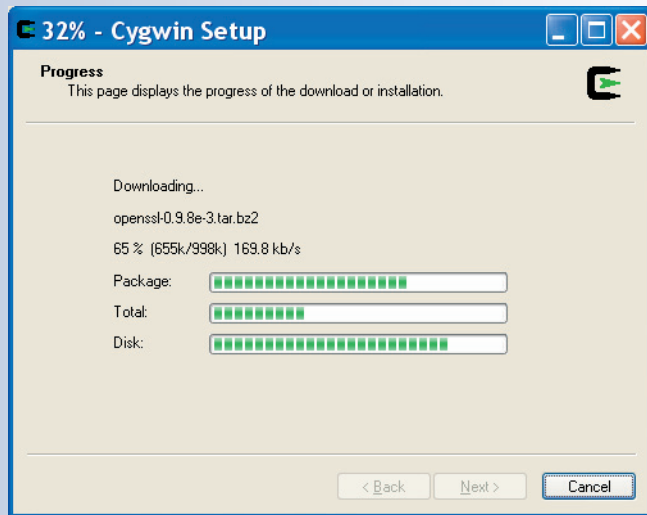 32% - Cygwin Setup
Progress
This page displays the progress of the download or installation.
Downloading...
openssl-0.9.8e-3.tar.bz2
65 % (655k/998k) 169.8 kb/s
Package:
Total:
Disk:
< Back Next > Cancel